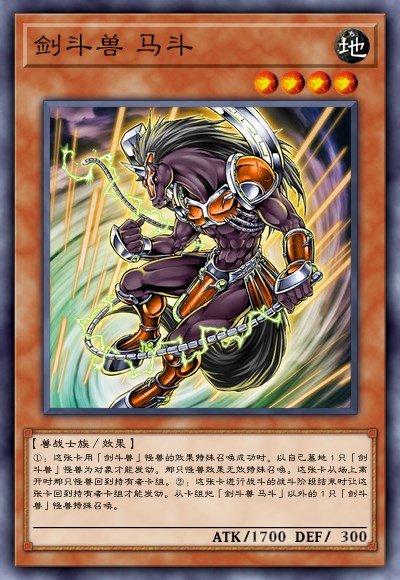 剑斗兽 马斗
地
【兽战士族／效果】
①：这张卡用「剑斗兽」怪兽的效果特殊召唤成功时，以自己墓地1只「剑
斗兽」怪兽为对象才能发动。那只怪兽效果无效特殊召唤。这张卡从场上离
开时那只怪兽回到持有者卡组。②：这张卡进行战斗的战斗阶段结束时让这
张卡回到持有者卡组才能发动。从卡组把「剑斗兽 马斗」以外的1只「剑斗
兽」怪兽特殊召唤。
ATK/1700 DEF/ 300